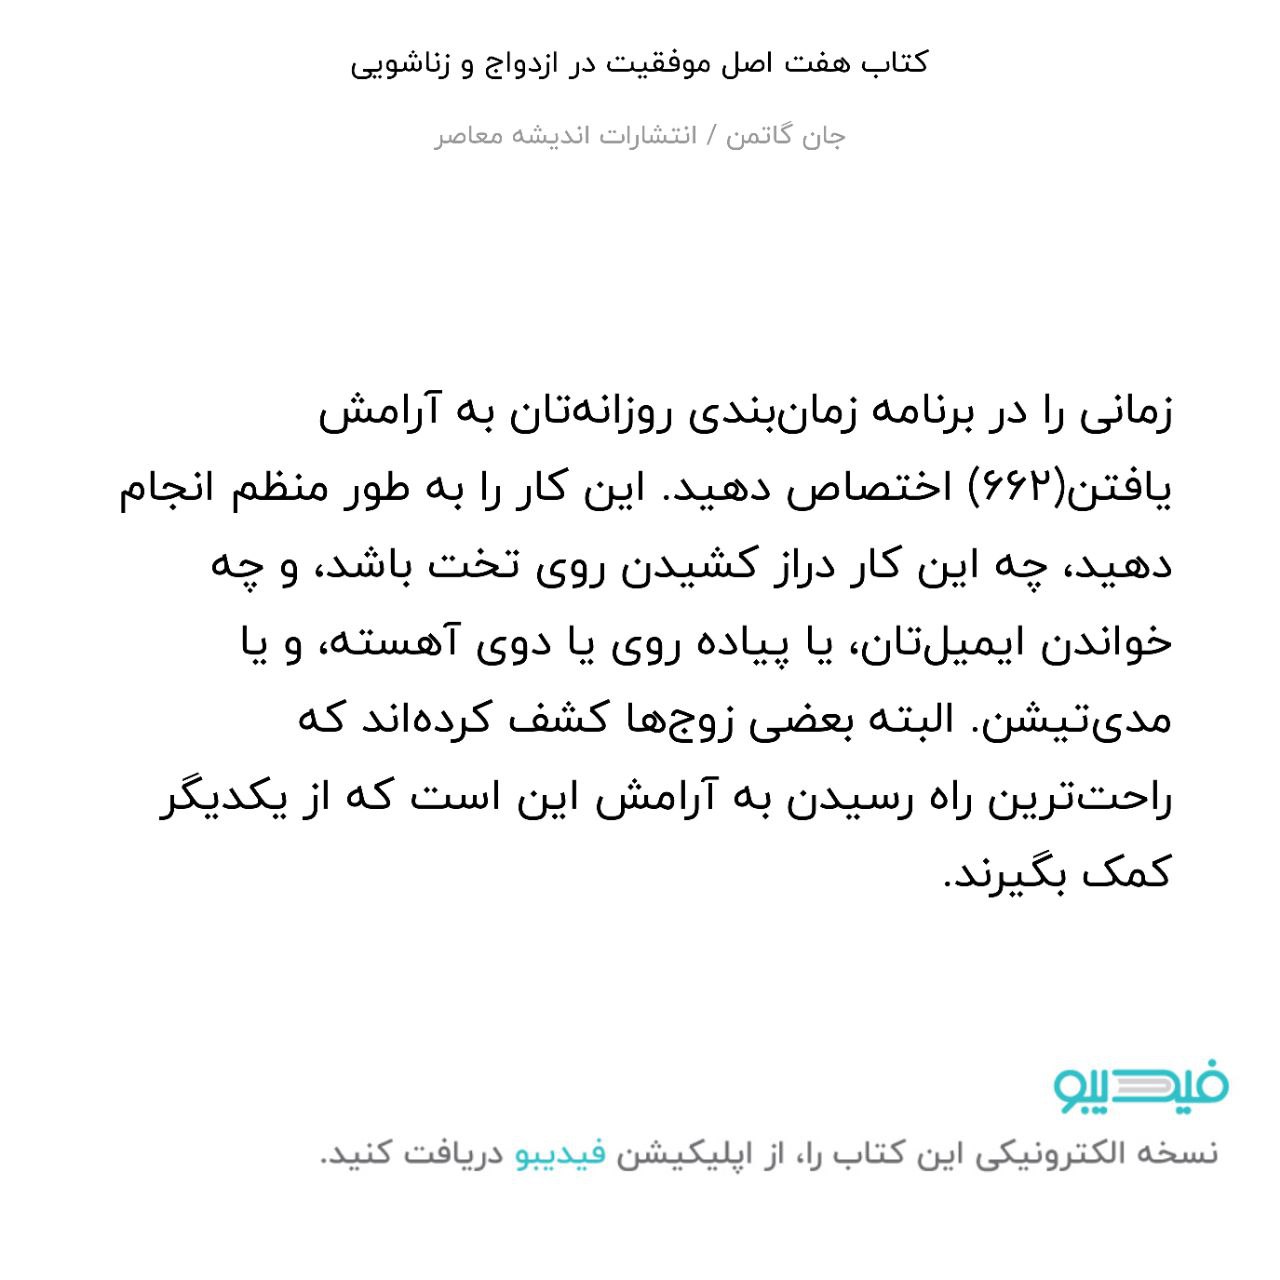 کتاب هفت اصل موفقیت در ازدواج و زناشویی
جان گاتمن / انتشارات اندیشه معاصر
زمانی را در برنامه زمان‌بندی روزانه‌تان به آرامش
یافتن(۶۶۲) اختصاص دهید. این کار را به طور منظم انجام
دهید، چه این کار دراز کشیدن روی تخت باشد، و چه
خواندن ایمیل‌تان، یا پیاده روی یا دوی آهسته، و یا
مدی‌تیشن. البته بعضی زوج‌ها کشف کرده‌اند که
راحت‌ترین راه رسیدن به آرامش این است که از یکدیگر
کمک بگیرند.
فیدیبو
نسخه الکترونیکی این کتاب را، از اپلیکیشن فیدیبو دریافت کنید.